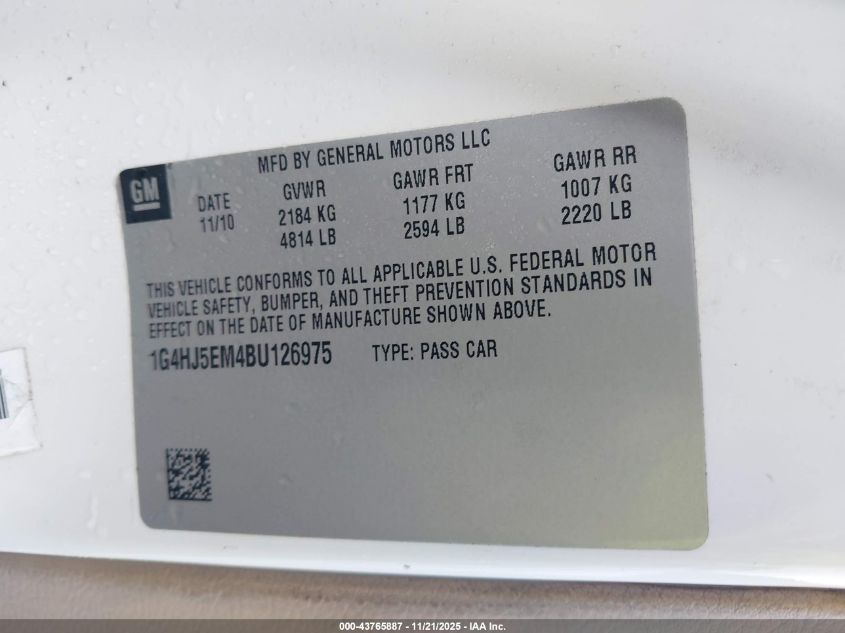 GM
MFD BY GENERAL MOTORS LLC
DATE GVWR GAWR FRT GAWR RR
11/10 2184 KG 1177 KG 1007 KG
4814 LB 2594 LB 2220 LB
THIS VEHICLE CONFORMS TO ALL APPLICABLE U.S. FEDERAL MOTOR
VEHICLE SAFETY, BUMPER, AND THEFT PREVENTION STANDARDS IN
EFFECT ON THE DATE OF MANUFACTURE SHOWN ABOVE.
1G4HJ5EM4BU126975 TYPE: PASS CAR
000-43765887 - 11/21/2025 - IAA Inc.